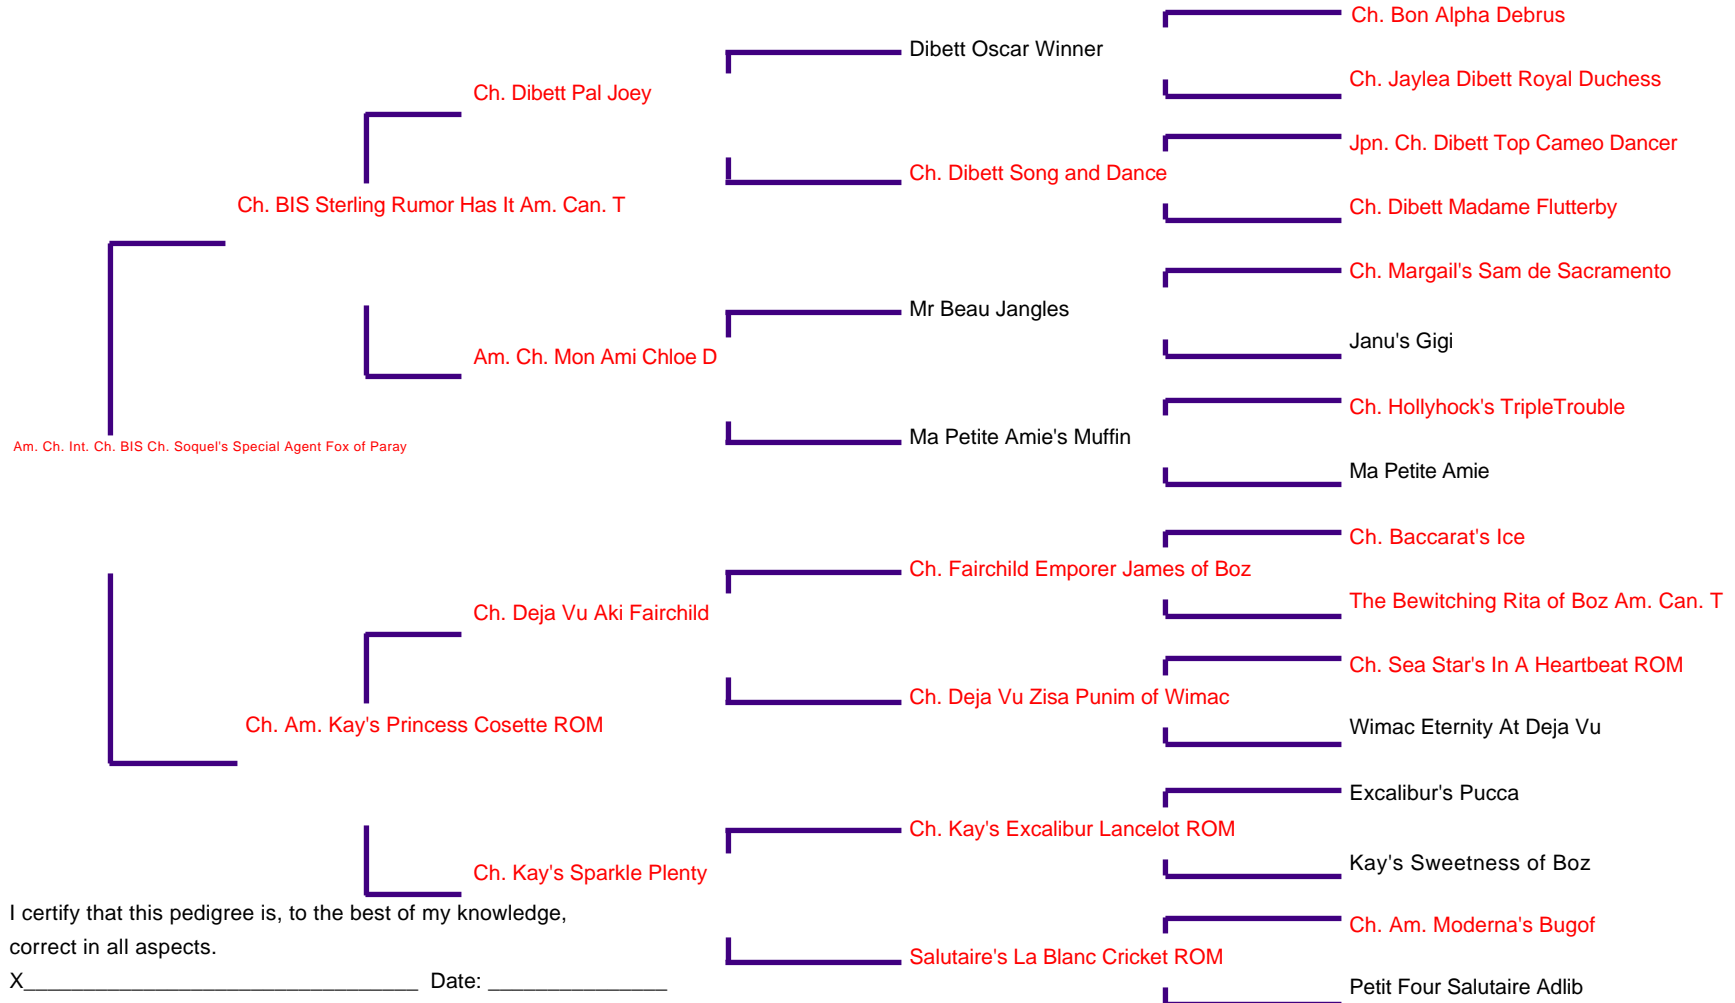 Ch. Bon Alpha Debrus
Dibett Oscar Winner
Ch. Jaylea Dibett Royal Duchess
Ch. Dibett Pal Joey
Jpn. Ch. Dibett Top Cameo Dancer
Ch. Dibett Song and Dance
Ch. Dibett Madame Flutterby
Ch. BIS Sterling Rumor Has It Am. Can. T
Ch. Margail's Sam de Sacramento
Mr Beau Jangles
Janu's Gigi
Am. Ch. Mon Ami Chloe D
Ch. Hollyhock's TripleTrouble
Ma Petite Amie's Muffin
Ma Petite Amie
Am. Ch. Int. Ch. BIS Ch. Soquel's Special Agent Fox of Paray
Ch. Baccarat's Ice
Ch. Fairchild Emporer James of Boz
The Bewitching Rita of Boz Am. Can. T
Ch. Deja Vu Aki Fairchild
Ch. Sea Star's In A Heartbeat ROM
Ch. Deja Vu Zisa Punim of Wimac
Wimac Eternity At Deja Vu
Ch. Am. Kay's Princess Cosette ROM
Excalibur's Pucca
Ch. Kay's Excalibur Lancelot ROM
Kay's Sweetness of Boz
Ch. Kay's Sparkle Plenty
Ch. Am. Moderna's Bugof
Salutaire's La Blanc Cricket ROM
Petit Four Salutaire Adlib
I certify that this pedigree is, to the best of my knowledge,
correct in all aspects.
X_________________________________ Date: _______________